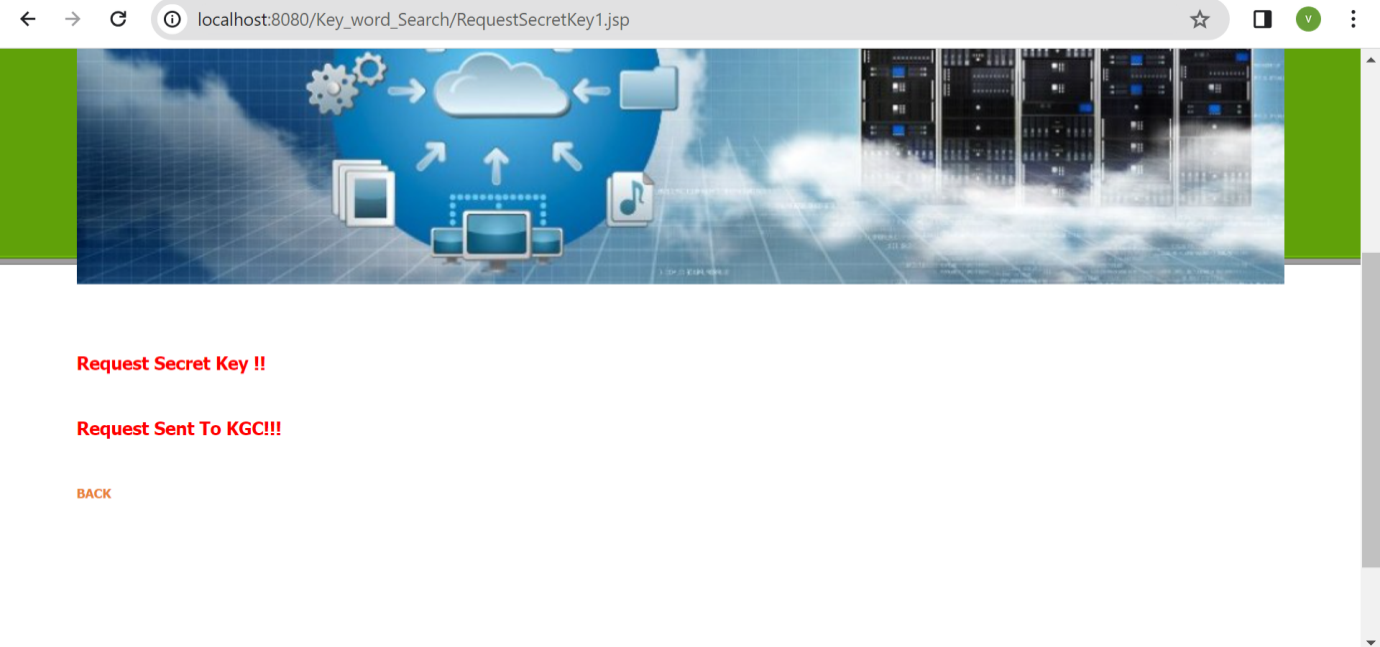 localhost:8080/Key_word_Search/RequestSecretKey1.jsp
V
Request Secret Key !!
Request Sent To KGC!!!
BACK